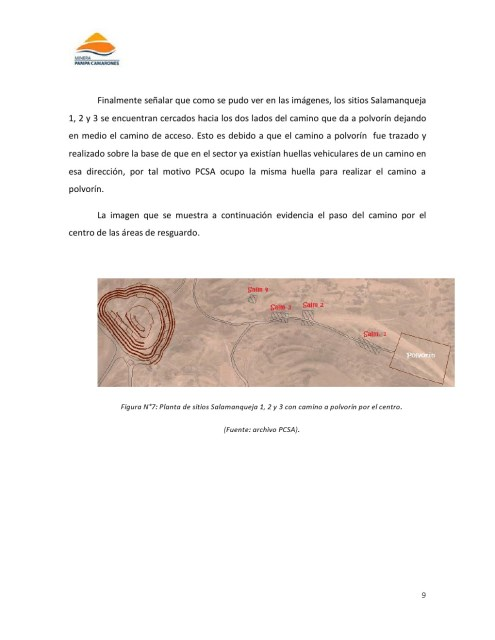 MINERA
PAMPA CAMARONES
Finalmente señalar que como se pudo ver en las imágenes, los sitios Salamanqueja
1, 2 y 3 se encuentran cercados hacia los dos lados del camino que da a polvorín dejando
en medio el camino de acceso. Esto es debido a que el camino a polvorín fue trazado y
realizado sobre la base de que en el sector ya existían huellas vehiculares de un camino en
esa dirección, por tal motivo PCSA ocupo la misma huella para realizar el camino a
polvorín.
La imagen que se muestra a continuación evidencia el paso del camino por el
centro de las áreas de resguardo.
Figura N°7: Planta de sitios Salamanqueja 1, 2 y 3 con camino a polvorín por el centro.
(Fuente: archivo PCSA).
9